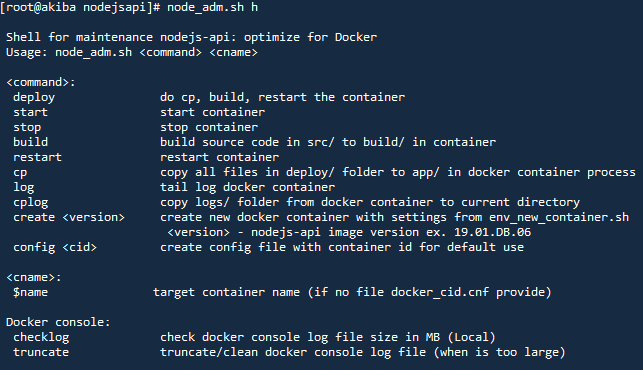 [root@akiba nodejsapi]# node_adm.sh h
Shell for maintenance nodejs-api: optimize for Docker
Usage: node_adm.sh <command> <cname>
<command>:
deploy do cp, build, restart the container
start start container
stop stop container
build build source code in src/ to build/ in container
restart restart container
cp copy all files in deploy/ folder to app/ in docker container process
log tail log docker container
cplog copy logs/ folder from docker container to current directory
create <version> create new docker container with settings from env_new_container.sh
<version> - nodejs-api image version ex. 19.01.DB.06
config <cid> create config file with container id for default use
<cname>:
$name target container name (if no file docker_cid.cnf provide)
Docker console:
checklog check docker console log file size in MB (Local)
truncate truncate/clean docker console log file (when is too large)